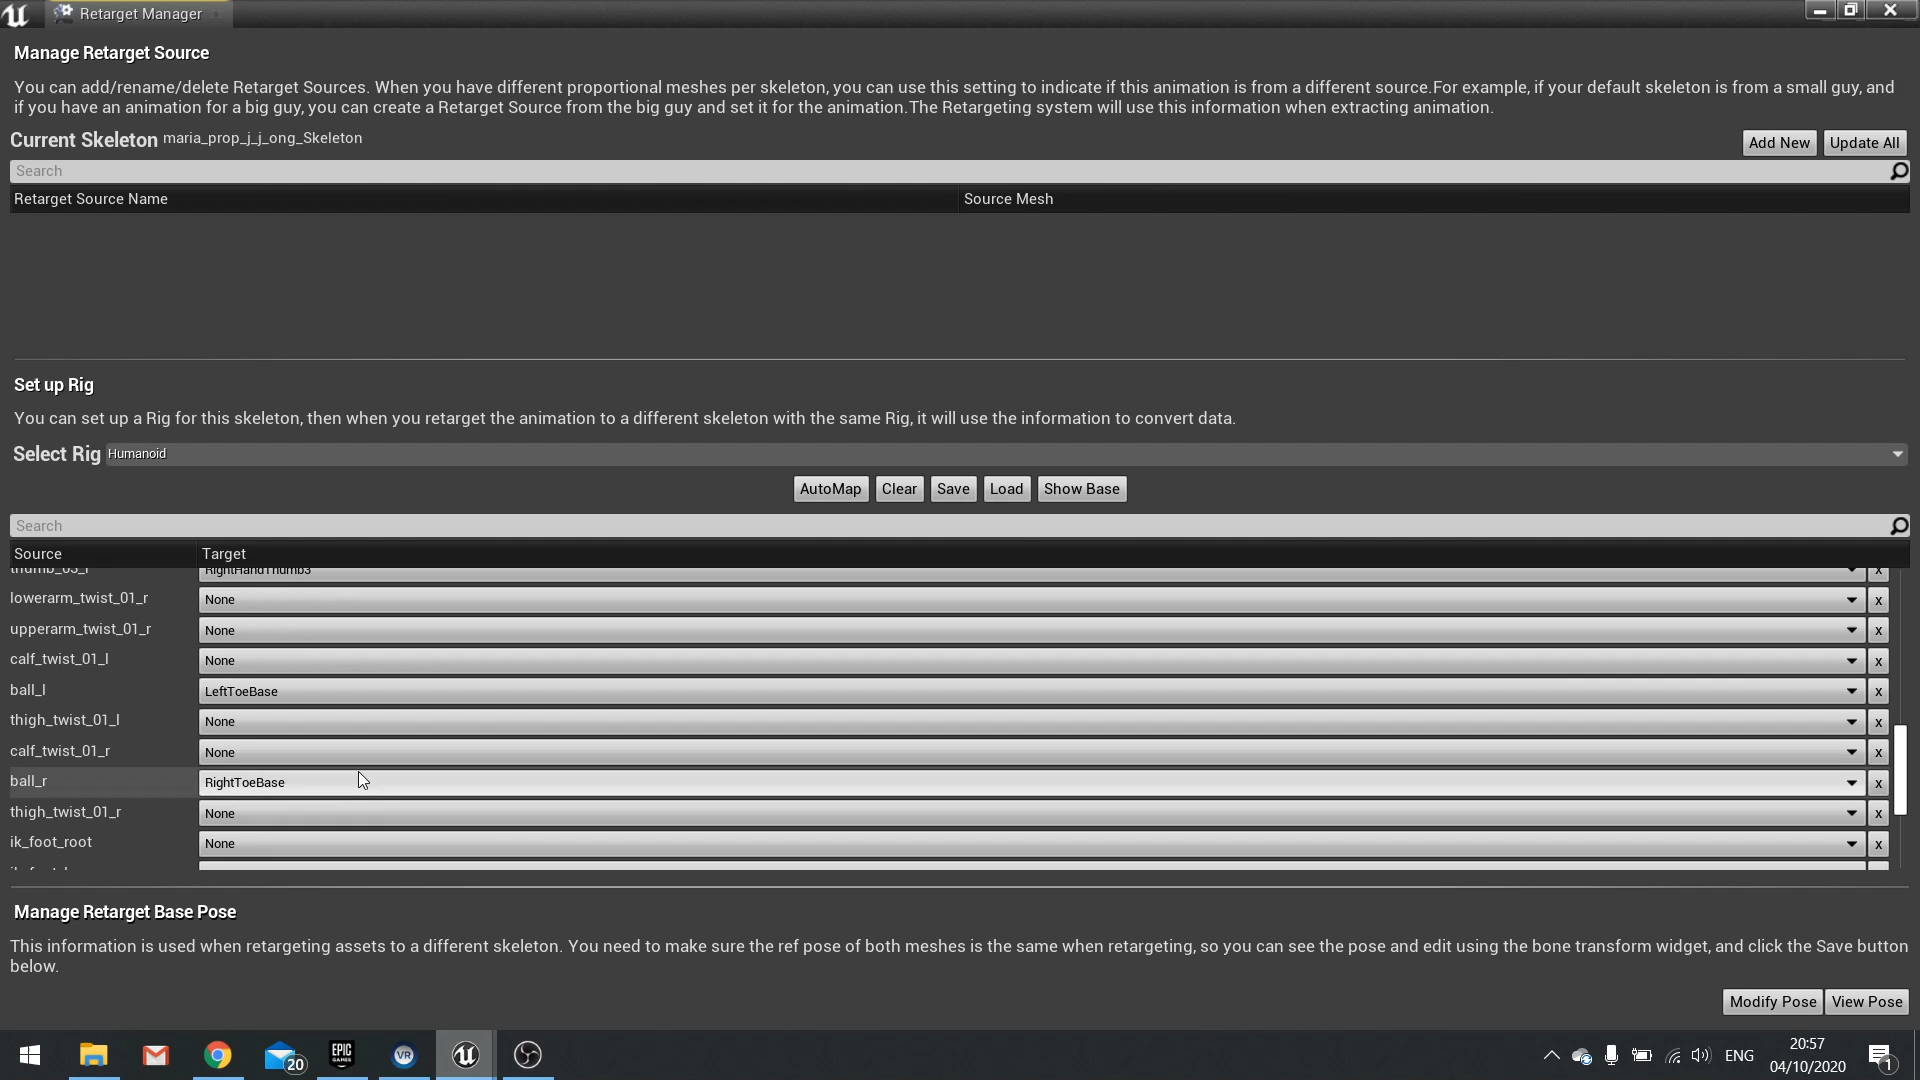 Retarget Manager
Manage Retarget Source
You can add/rename/delete Retarget Sources. When you have different proportional meshes per skeleton, you can use this setting to indicate if this animation is from a different source.For example, if your default skeleton is from a small guy, and
if you have an animation for a big guy, you can create a Retarget Source from the big guy and set it for the animation.The Retargeting system will use this information when extracting animation.
Current Skeleton maria_prop_j_j_ong_Skeleton
Add New Update All
Search
Retarget Source Name Source Mesh
Set up Rig
You can set up a Rig for this skeleton, then when you retarget the animation to a different skeleton with the same Rig, it will use the information to convert data.
Select Rig Humanoid
AutoMap Clear Save Load Show Base
Search
Source Target
thumb_03_r RightHandThumb3 x
lowerarm_twist_01_r None x
upperarm_twist_01_r None x
calf_twist_01_l None x
ball_l LeftToeBase x
thigh_twist_01_l None x
calf_twist_01_r None x
ball_r RightToeBase x
thigh_twist_01_r None x
ik_foot_root None x
Manage Retarget Base Pose
This information is used when retargeting assets to a different skeleton. You need to make sure the ref pose of both meshes is the same when retargeting, so you can see the pose and edit using the bone transform widget, and click the Save button
below.
Modify Pose View Pose
20 EPIC GAMES VR ENG 20:57
04/10/2020 1